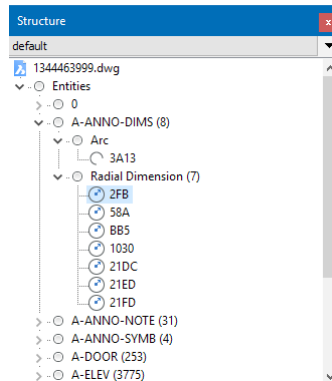 Structure
default
1344463999.dwg
Entities
0
A-ANNO-DIMS (8)
Arc
3A13
Radial Dimension (7)
2FB
58A
BB5
1030
21DC
21ED
21FD
A-ANNO-NOTE (31)
A-ANNO-SYMB (4)
A-DOOR (253)
A-ELEV (3775)